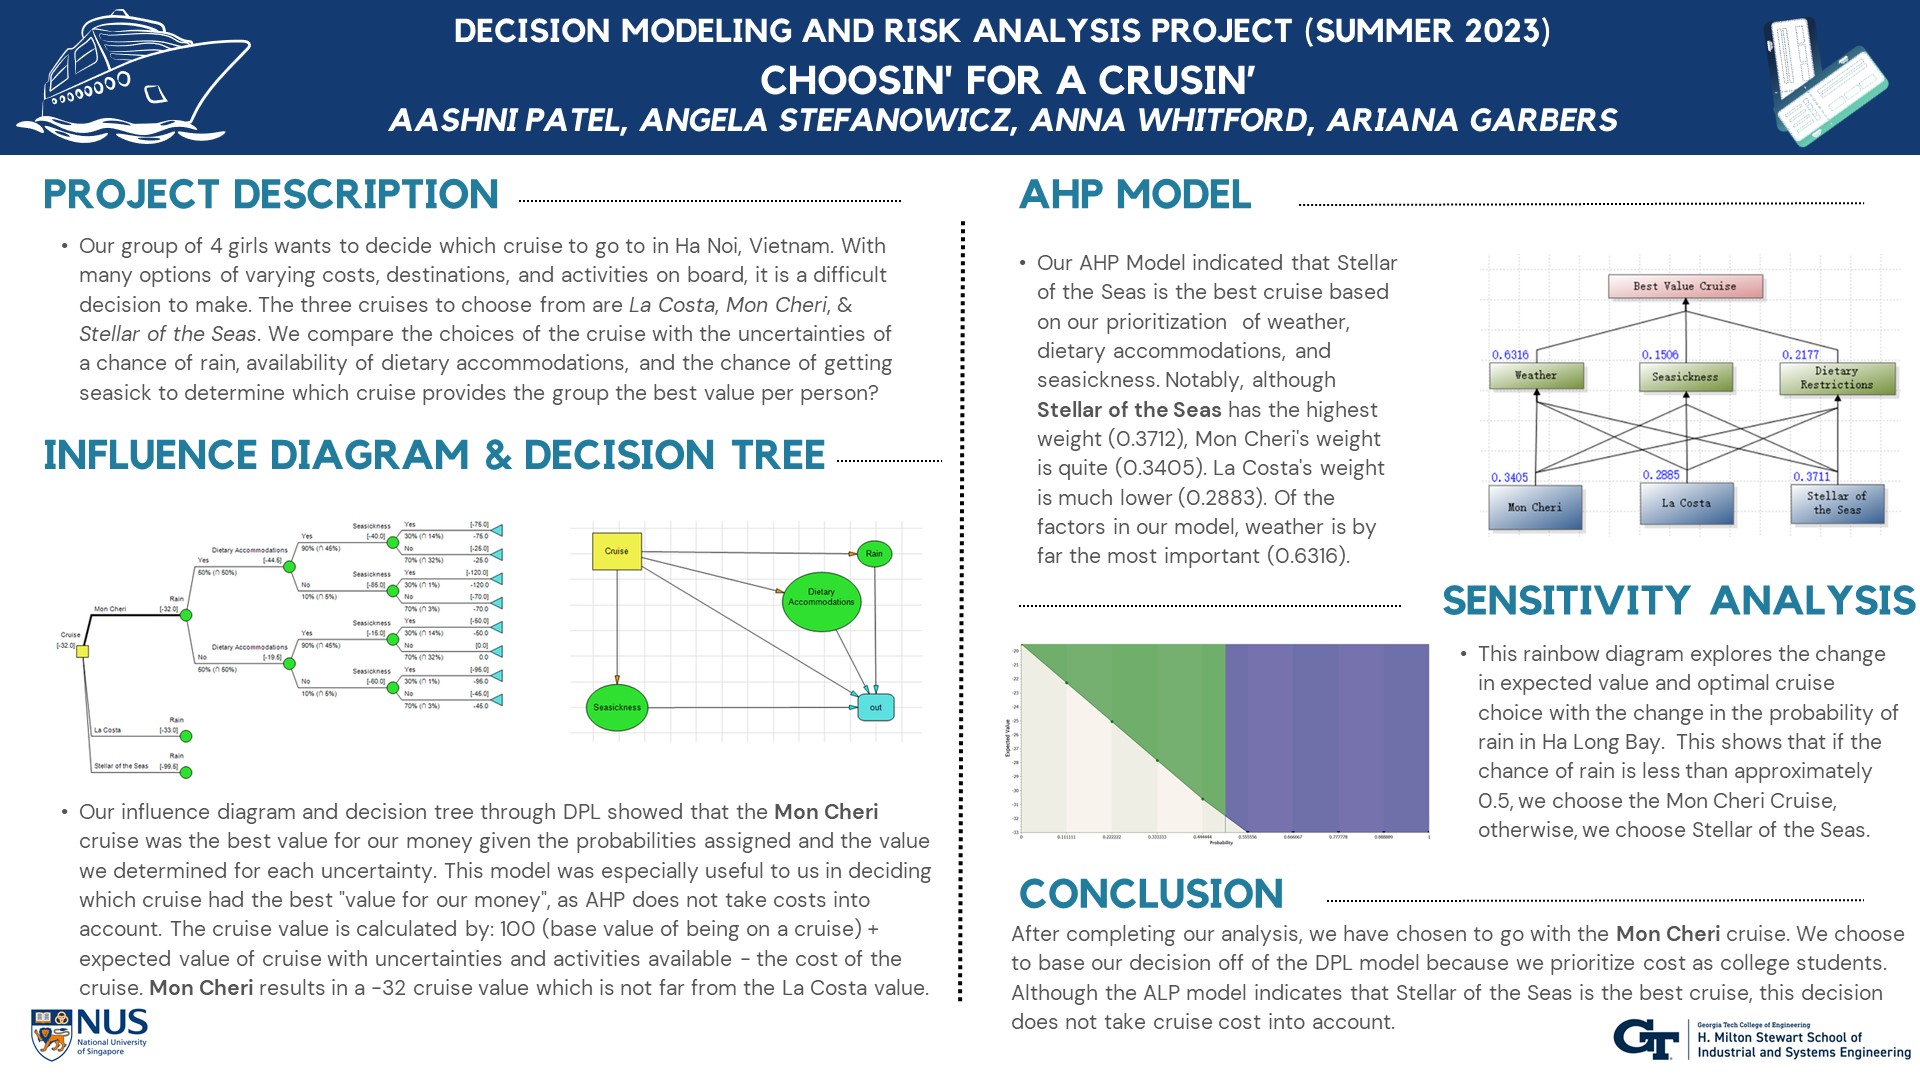 DECISION MODELING AND RISK ANALYSIS PROJECT (SUMMER 2023)
CHOOSIN' FOR A CRUSIN’
AASHNI PATEL, ANGELA STEFANOWICZ, ANNA WHITFORD, ARIANA GARBERS
PROJECT DESCRIPTION
• Our group of 4 girls wants to decide which cruise to go to in Ha Noi, Vietnam. With
many options of varying costs, destinations, and activities on board, it is a difficult
decision to make. The three cruises to choose from are La Costa, Mon Cheri, &
Stellar of the Seas. We compare the choices of the cruise with the uncertainties of
a chance of rain, availability of dietary accommodations, and the chance of getting
seasick to determine which cruise provides the group the best value per person?
INFLUENCE DIAGRAM & DECISION TREE
Cruise
[-32.0]
Mon Cheri
Rain
[-32.0]
Yes
50% (∩ 50%)
Dietary Accommodations
[-44.5]
Yes
90% (∩ 45%)
Seasickness
[-40.0]
Yes
[-75.0]
30% (∩ 14%)
-75.0
No
[-25.0]
70% (∩ 32%)
-25.0
No
10% (∩ 5%)
Seasickness
[-85.0]
Yes
[-120.0]
30% (∩ 1%)
-120.0
No
[-70.0]
70% (∩ 3%)
-70.0
No
50% (∩ 50%)
Dietary Accommodations
[-19.5]
Yes
90% (∩ 45%)
Seasickness
[-15.0]
Yes
[-50.0]
30% (∩ 14%)
-50.0
No
[0.0]
70% (∩ 32%)
0.0
No
10% (∩ 5%)
Seasickness
[-60.0]
Yes
[-95.0]
30% (∩ 1%)
-95.0
No
[-45.0]
70% (∩ 3%)
-45.0
La Costa
Rain
[-33.0]
Stellar of the Seas
Rain
[-99.5]
Cruise
Rain
Dietary
Accommodations
Seasickness
out
• Our influence diagram and decision tree through DPL showed that the Mon Cheri
cruise was the best value for our money given the probabilities assigned and the value
we determined for each uncertainty. This model was especially useful to us in deciding
which cruise had the best "value for our money", as AHP does not take costs into
account. The cruise value is calculated by: 100 (base value of being on a cruise) +
expected value of cruise with uncertainties and activities available - the cost of the
cruise. Mon Cheri results in a -32 cruise value which is not far from the La Costa value.
NUS
National University
of Singapore
AHP MODEL
• Our AHP Model indicated that Stellar
of the Seas is the best cruise based
on our prioritization of weather,
dietary accommodations, and
seasickness. Notably, although
Stellar of the Seas has the highest
weight (0.3712), Mon Cheri's weight
is quite (0.3405). La Costa's weight
is much lower (0.2883). Of the
factors in our model, weather is by
far the most important (0.6316).
Best Value Cruise
0.6316
0.1506
0.2177
Weather
Seasickness
Dietary
Restrictions
0.3405
0.2885
0.3711
Mon Cheri
La Costa
Stellar of
the Seas
SENSITIVITY ANALYSIS
Expected Value
-20
-21
-22
-23
-24
-25
-26
-27
-28
-29
-30
-31
-32
-33
0 0.111111 0.222222 0.333333 0.444444 0.555556 0.666667 0.777778 0.888889 1
Probability
• This rainbow diagram explores the change
in expected value and optimal cruise
choice with the change in the probability of
rain in Ha Long Bay. This shows that if the
chance of rain is less than approximately
0.5, we choose the Mon Cheri Cruise,
otherwise, we choose Stellar of the Seas.
CONCLUSION
After completing our analysis, we have chosen to go with the Mon Cheri cruise. We choose
to base our decision off of the DPL model because we prioritize cost as college students.
Although the ALP model indicates that Stellar of the Seas is the best cruise, this decision
does not take cruise cost into account.
GT
Georgia Tech College of Engineering
H. Milton Stewart School of
Industrial and Systems Engineering